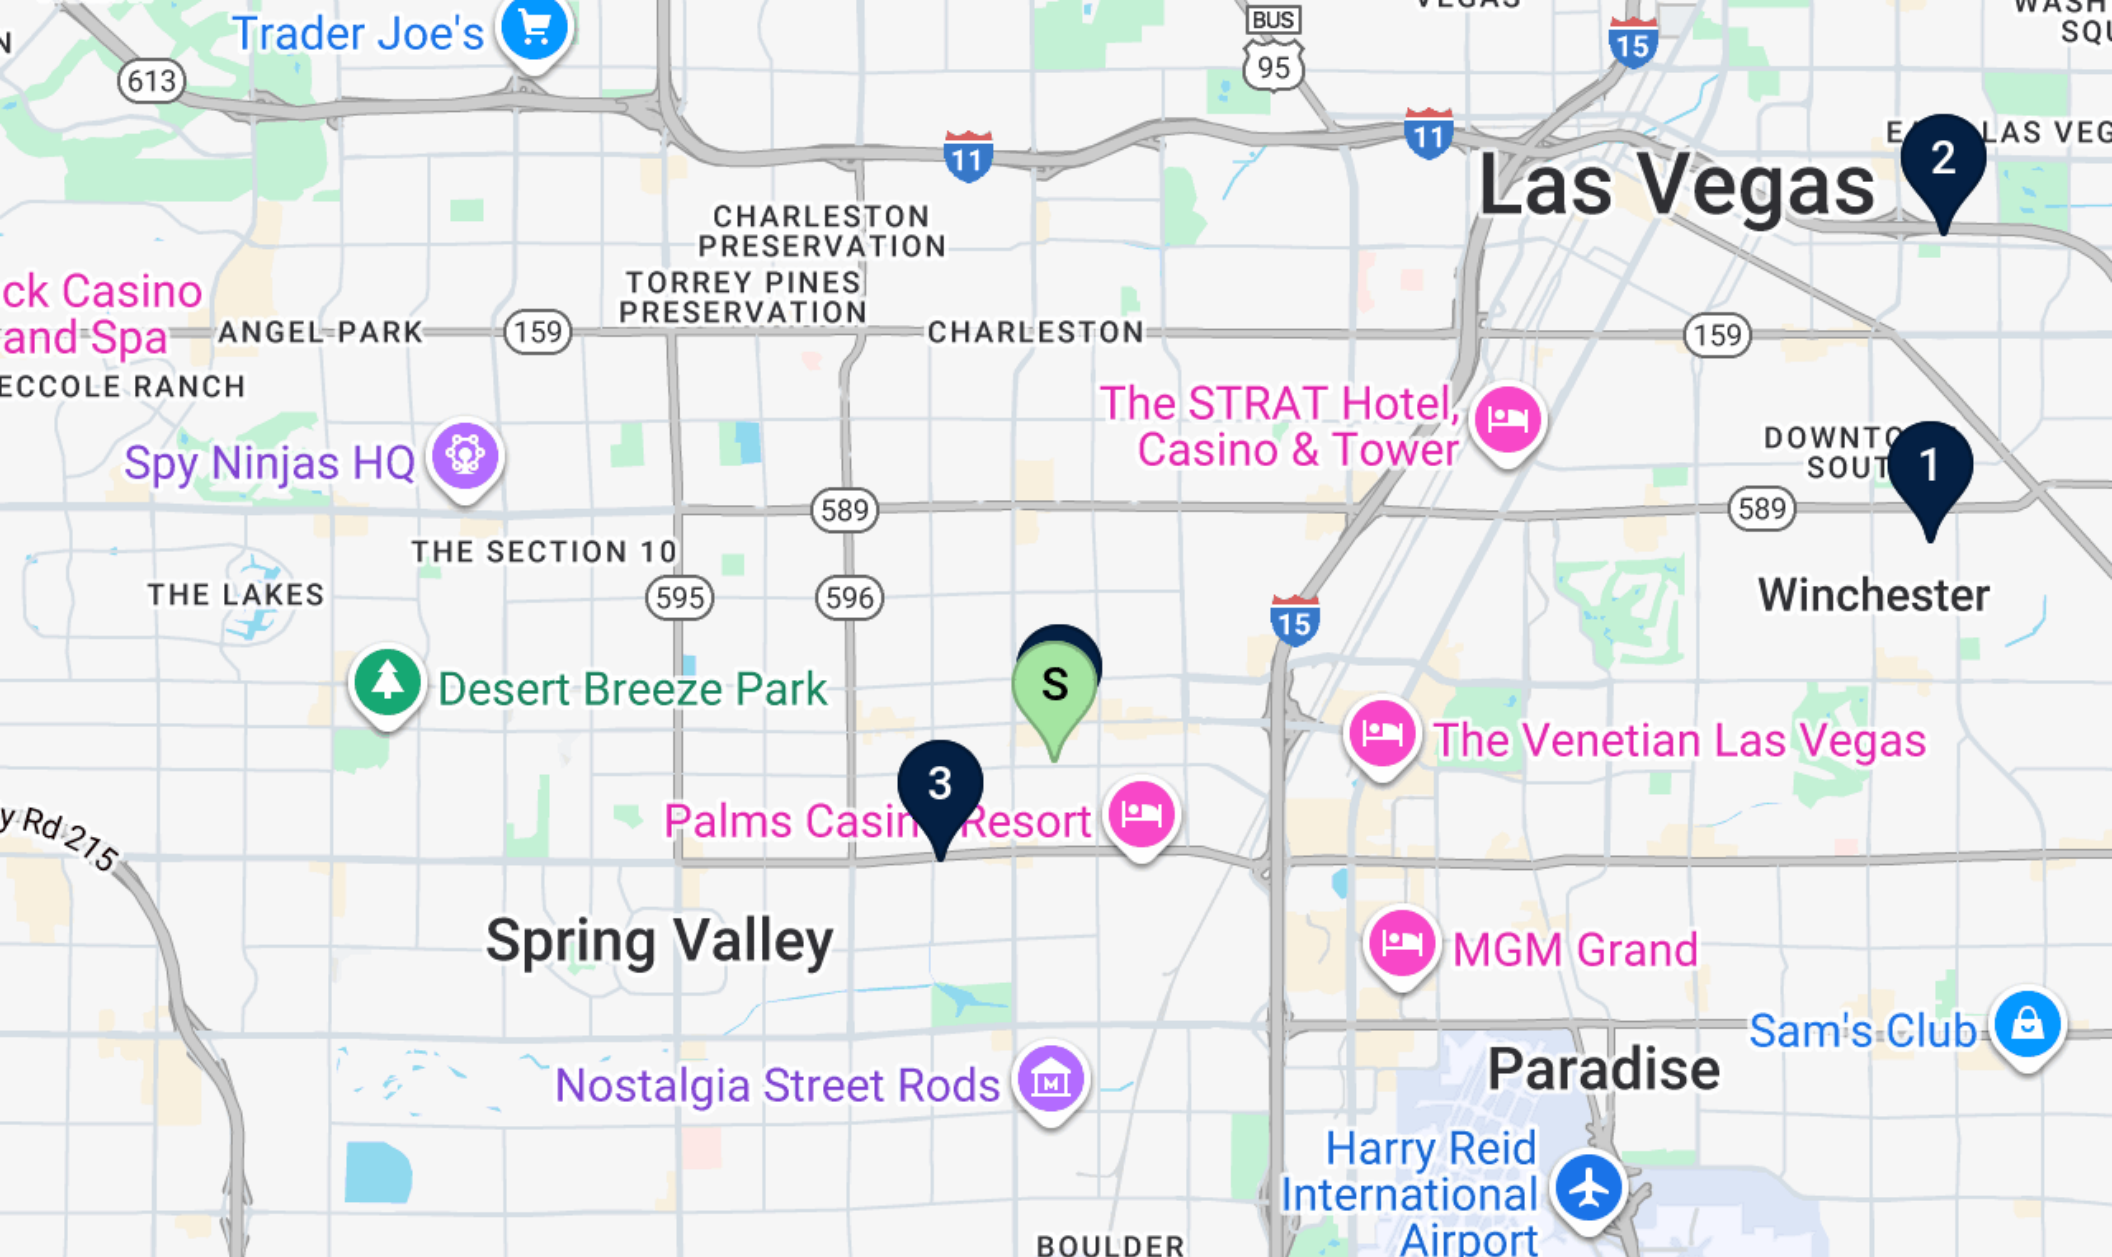 VEGAS
Trader Joe's
BUS
95
15
613
11
11
2
Las Vegas
CHARLESTON
PRESERVATION
TORREY PINES
PRESERVATION
ck Casino
and Spa
ANGEL PARK
159
CHARLESTON
159
ECCOLE RANCH
The STRAT Hotel,
Casino & Tower
Spy Ninjas HQ
1
589
589
THE SECTION 10
THE LAKES
595
596
Winchester
15
Desert Breeze Park
S
The Venetian Las Vegas
3
Palms Casin Resort
y Rd 215
Spring Valley
MGM Grand
Sam's Club
Paradise
Nostalgia Street Rods
Harry Reid
International
Airport
BOULDER